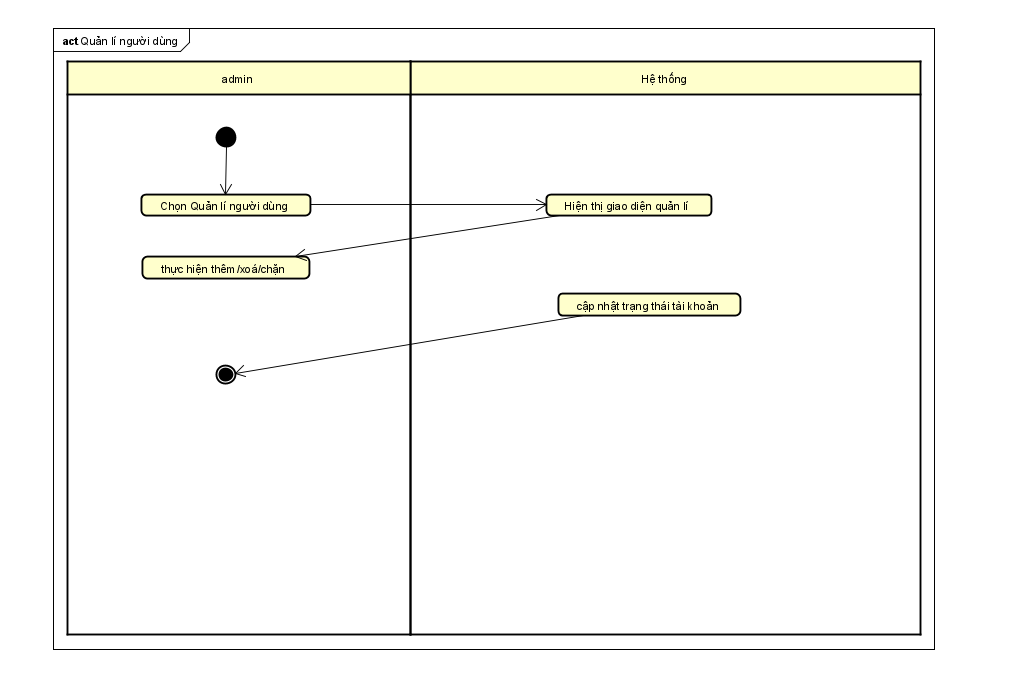 act Quản lí người dùng
admin
Hệ thống
Chọn Quản lí người dùng
Hiện thị giao diện quản lí
thực hiện thêm/xoá/chặn
cập nhật trạng thái tài khoản